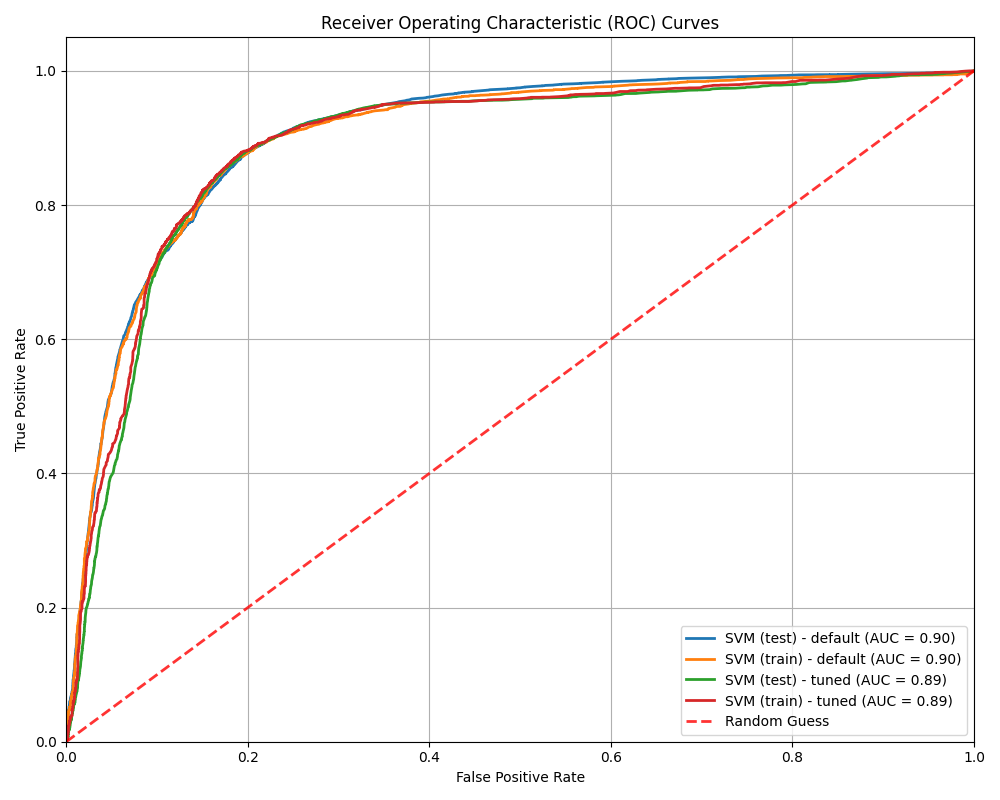 Receiver Operating Characteristic (ROC) Curves
True Positive Rate
1.0
0.8
0.6
0.4
0.2
0.0
0.0 0.2 0.4 0.6 0.8 1.0
False Positive Rate
SVM (test) - default (AUC = 0.90)
SVM (train) - default (AUC = 0.90)
SVM (test) - tuned (AUC = 0.89)
SVM (train) - tuned (AUC = 0.89)
Random Guess